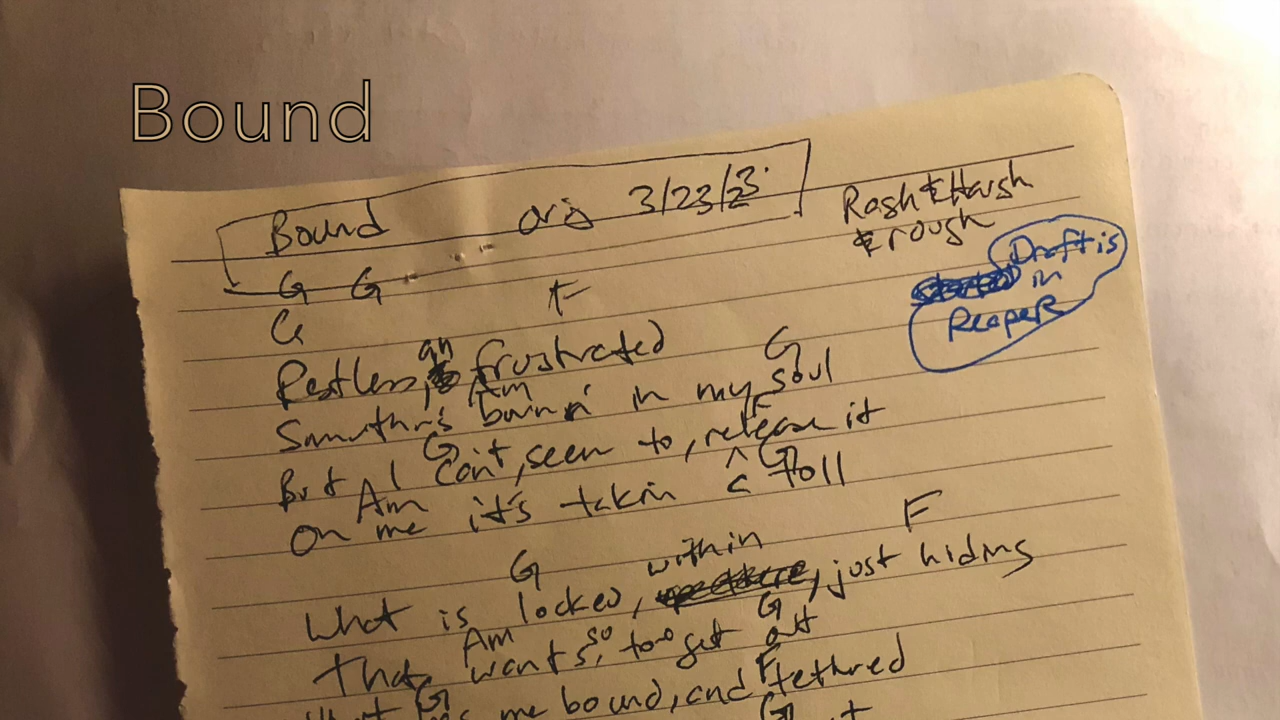 Bound
Bound orig 3/23/23
Rash & Harsh
& rough
Draft is
in
Reaper
G G
G F
Restless, an frustrated
Am G
Smuthn's burnin' in my soul
G F
But I can't, seem to, release it
Am G
On me it's takin a toll
G F
What is locked, within, just hiding
Am G
That wants, so to get out
G F
me bound, and tethred
G